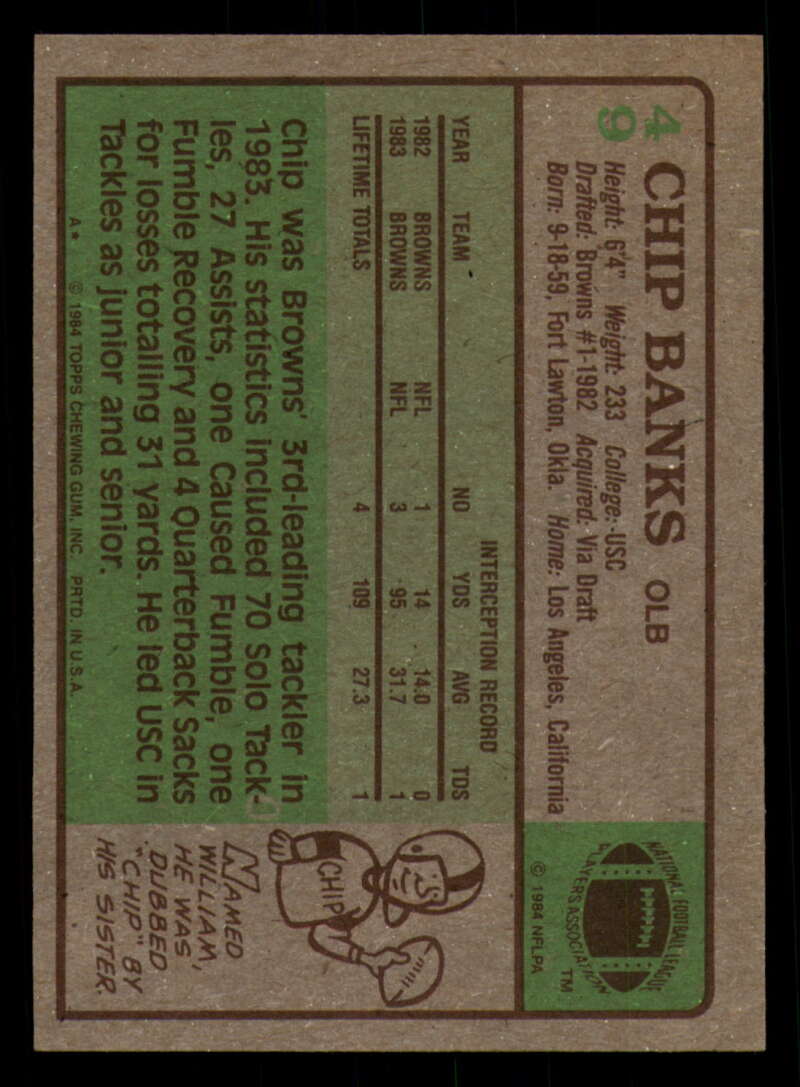 49
CHIP BANKS OLB
Height: 6'4" Weight: 233 College: USC
Drafted: Browns #1-1982 Acquired: Via Draft
Born: 9-18-59, Fort Lawton, Okla. Home: Los Angeles, California
NATIONAL FOOTBALL LEAGUE
PLAYERS ASSOCIATION
TM
© 1984 NFLPA
INTERCEPTION RECORD
YEAR TEAM NO YDS AVG TDS
1982 BROWNS NFL 1 14 14.0 0
1983 BROWNS NFL 3 95 31.7 1
LIFETIME TOTALS 4 109 27.3 1
Chip was Browns' 3rd-leading tackler in
1983. His statistics included 70 Solo Tack-
les, 27 Assists, one Caused Fumble, one
Fumble Recovery and 4 Quarterback Sacks
for losses totalling 31 yards. He led USC in
Tackles as junior and senior.
A* © 1984 TOPPS CHEWING GUM, INC. PRTD. IN U.S.A.
CHIP
NAMED
WILLIAM,
HE WAS
DUBBED
"CHIP" BY
HIS SISTER.